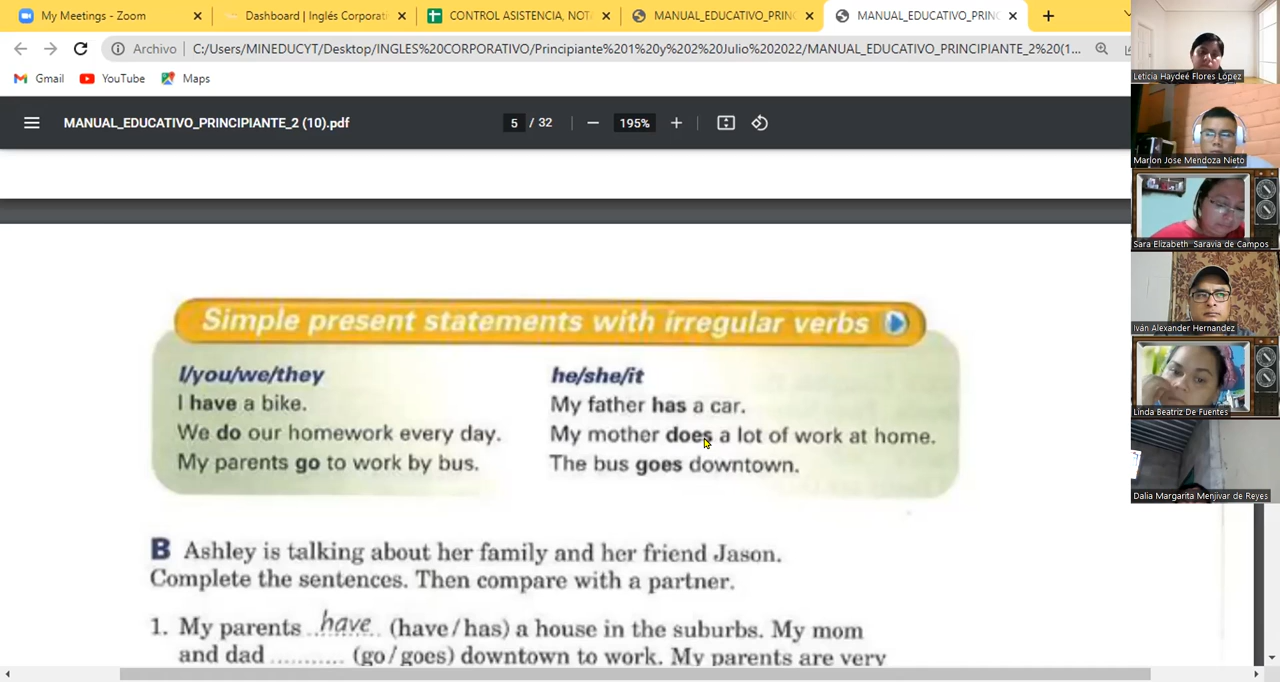 My Meetings - Zoom
Dashboard | Inglés Corporati
CONTROL ASISTENCIA, NOT
MANUAL_EDUCATIVO_PRINC
MANUAL_EDUCATIVO_PRINC
Archivo
C:/Users/MINEDUCYT/Desktop/INGLES%20CORPORATIVO/Principiante%201%20y%202%20Julio%202022/MANUAL_EDUCATIVO_PRINCIPIANTE_2%20(1...
Gmail
YouTube
Maps
MANUAL_EDUCATIVO_PRINCIPIANTE_2 (10).pdf
5 / 32
195%
Simple present statements with irregular verbs
I/you/we/they
I have a bike.
We do our homework every day.
My parents go to work by bus.
he/she/it
My father has a car.
My mother does a lot of work at home.
The bus goes downtown.
B Ashley is talking about her family and her friend Jason.
Complete the sentences. Then compare with a partner.
1. My parents ..have.. (have / has) a house in the suburbs. My mom
and dad ........... (go / goes) downtown to work. My parents are very
Leticia Haydeé Flores López
Marlon Jose Mendoza Nieto
Sara Elizabeth Saravia de Campos
Iván Alexander Hernandez
Linda Beatriz De Fuentes
Dalia Margarita Menjivar de Reyes